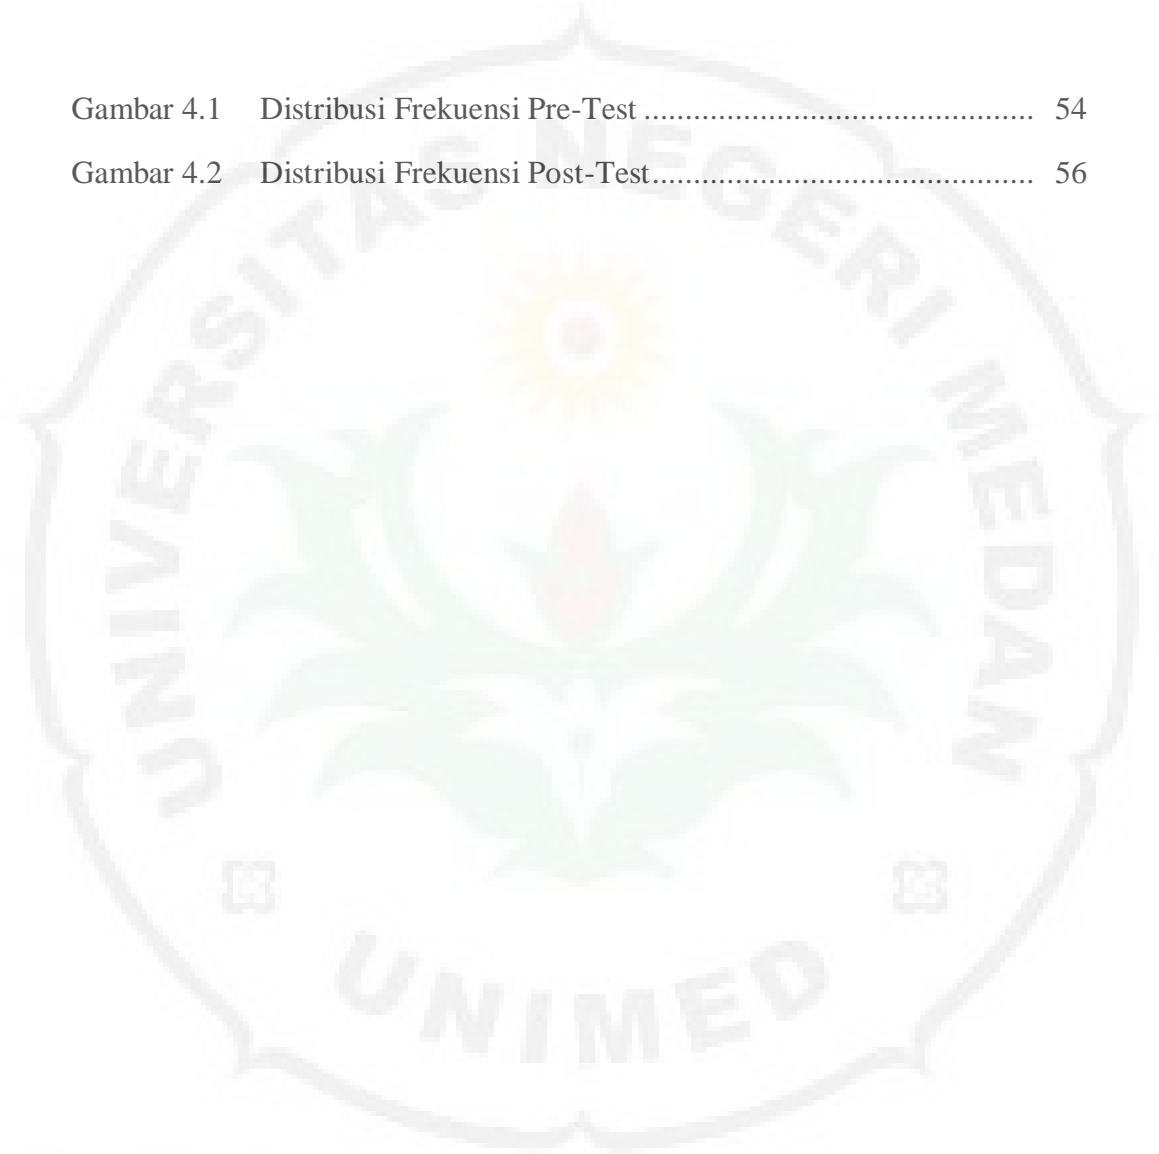 Gambar 4.1 Distribusi Frekuensi Pre-Test ............................................... 54
Gambar 4.2 Distribusi Frekuensi Post-Test.............................................. 56
UNIVERSITAS NEGERI MEDAN
UNIMED